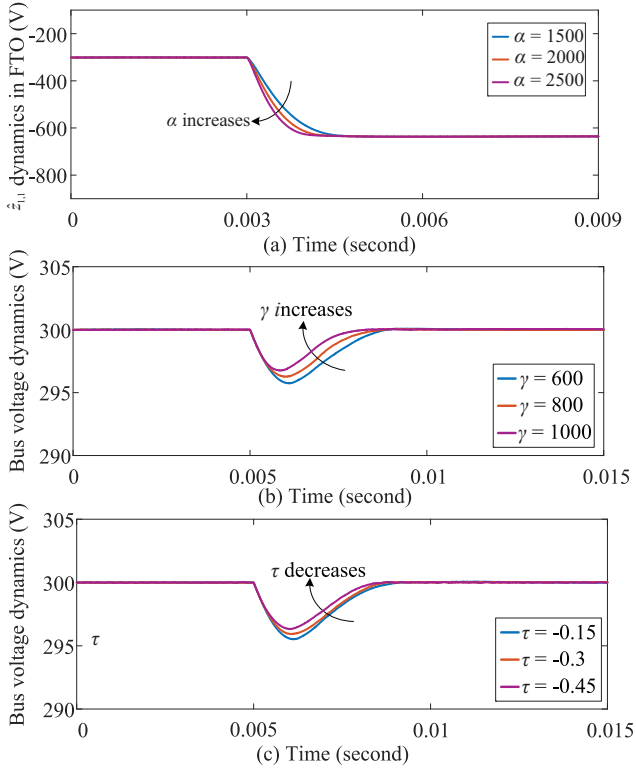 ẑ1,1 dynamics in FTO (V)
-200
-400
-600
-800
α increases
α = 1500
α = 2000
α = 2500
0
0.003
0.006
0.009
(a) Time (second)
Bus voltage dynamics (V)
305
300
295
290
γ increases
γ = 600
γ = 800
γ = 1000
0
0.005
0.01
0.015
(b) Time (second)
Bus voltage dynamics (V)
305
300
295
290
τ
τ decreases
τ = -0.15
τ = -0.3
τ = -0.45
0
0.005
0.01
0.015
(c) Time (second)